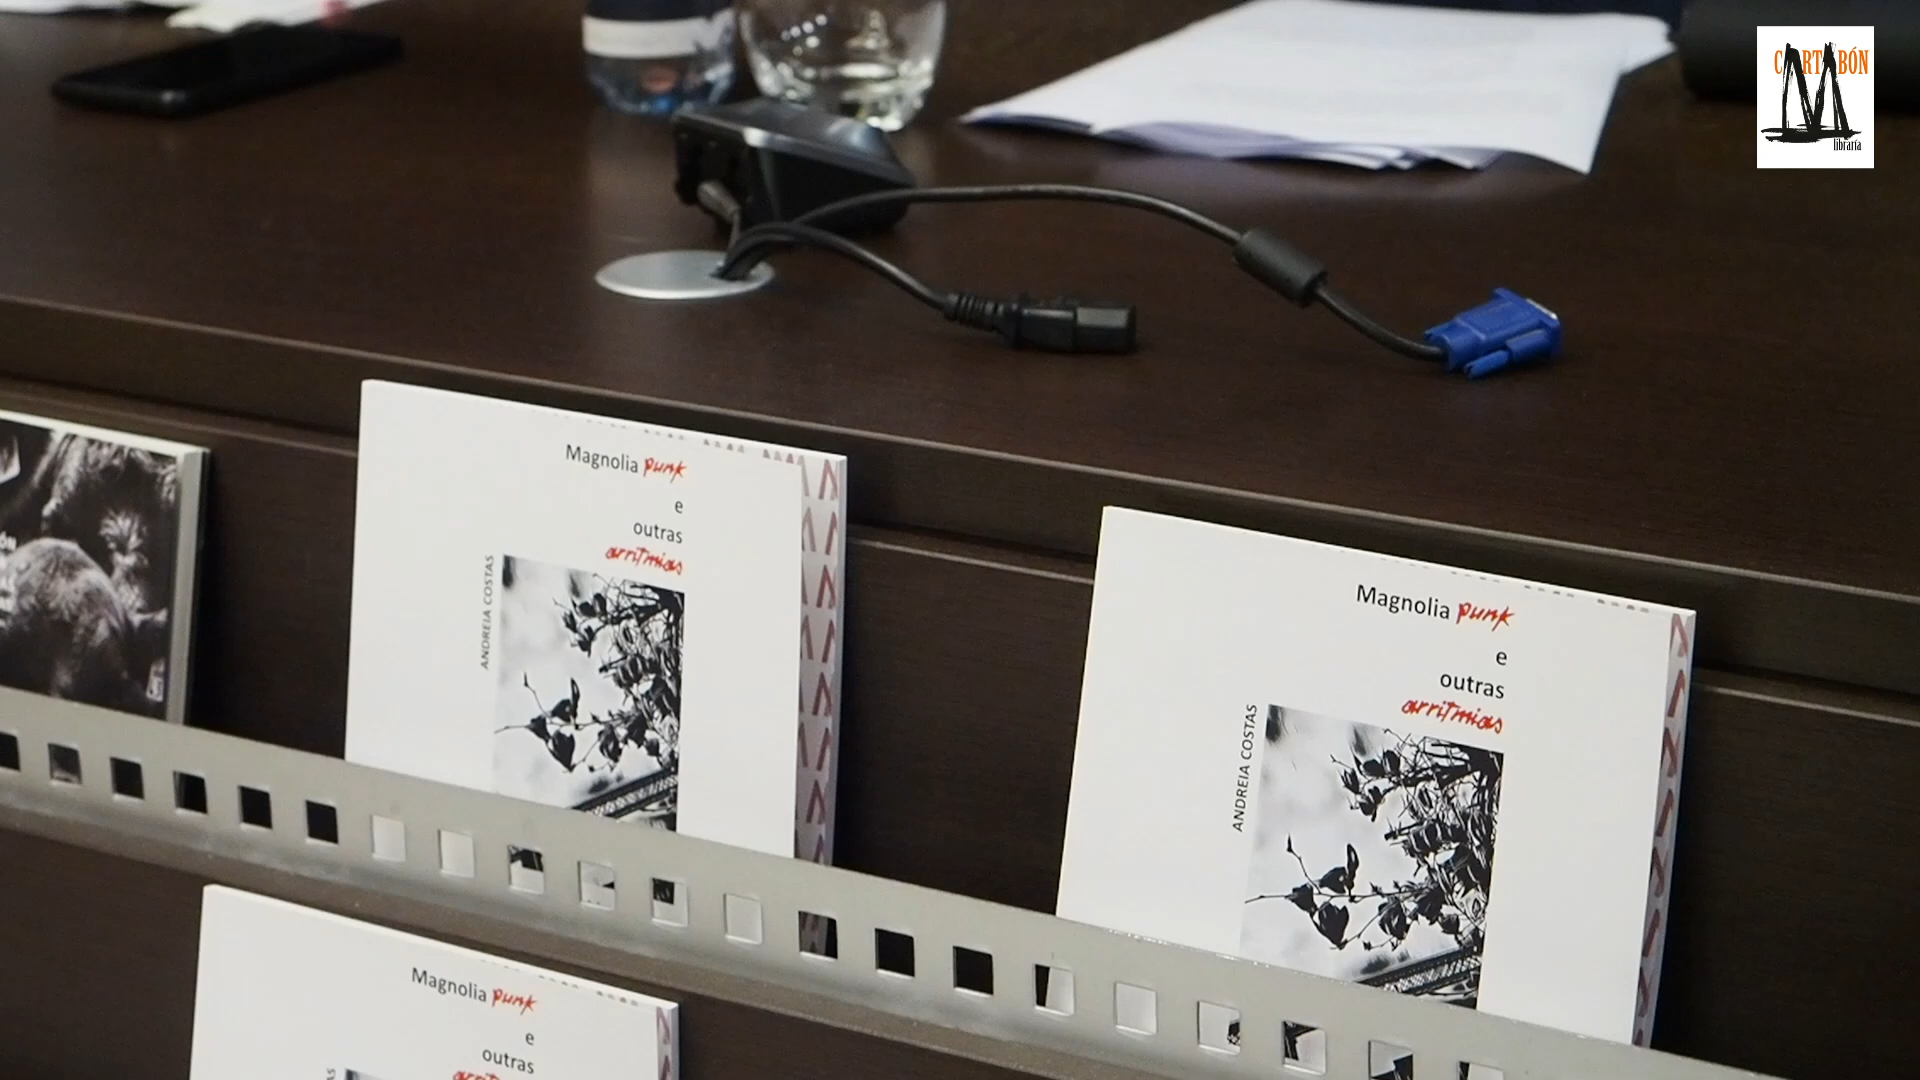 CARTABÓN
libraría
Magnolia punk
e
outras
arritmias
ANDREIA COSTAS
Magnolia punk
e
outras
arritmias
ANDREIA COSTAS
Magnolia punk
e
outras